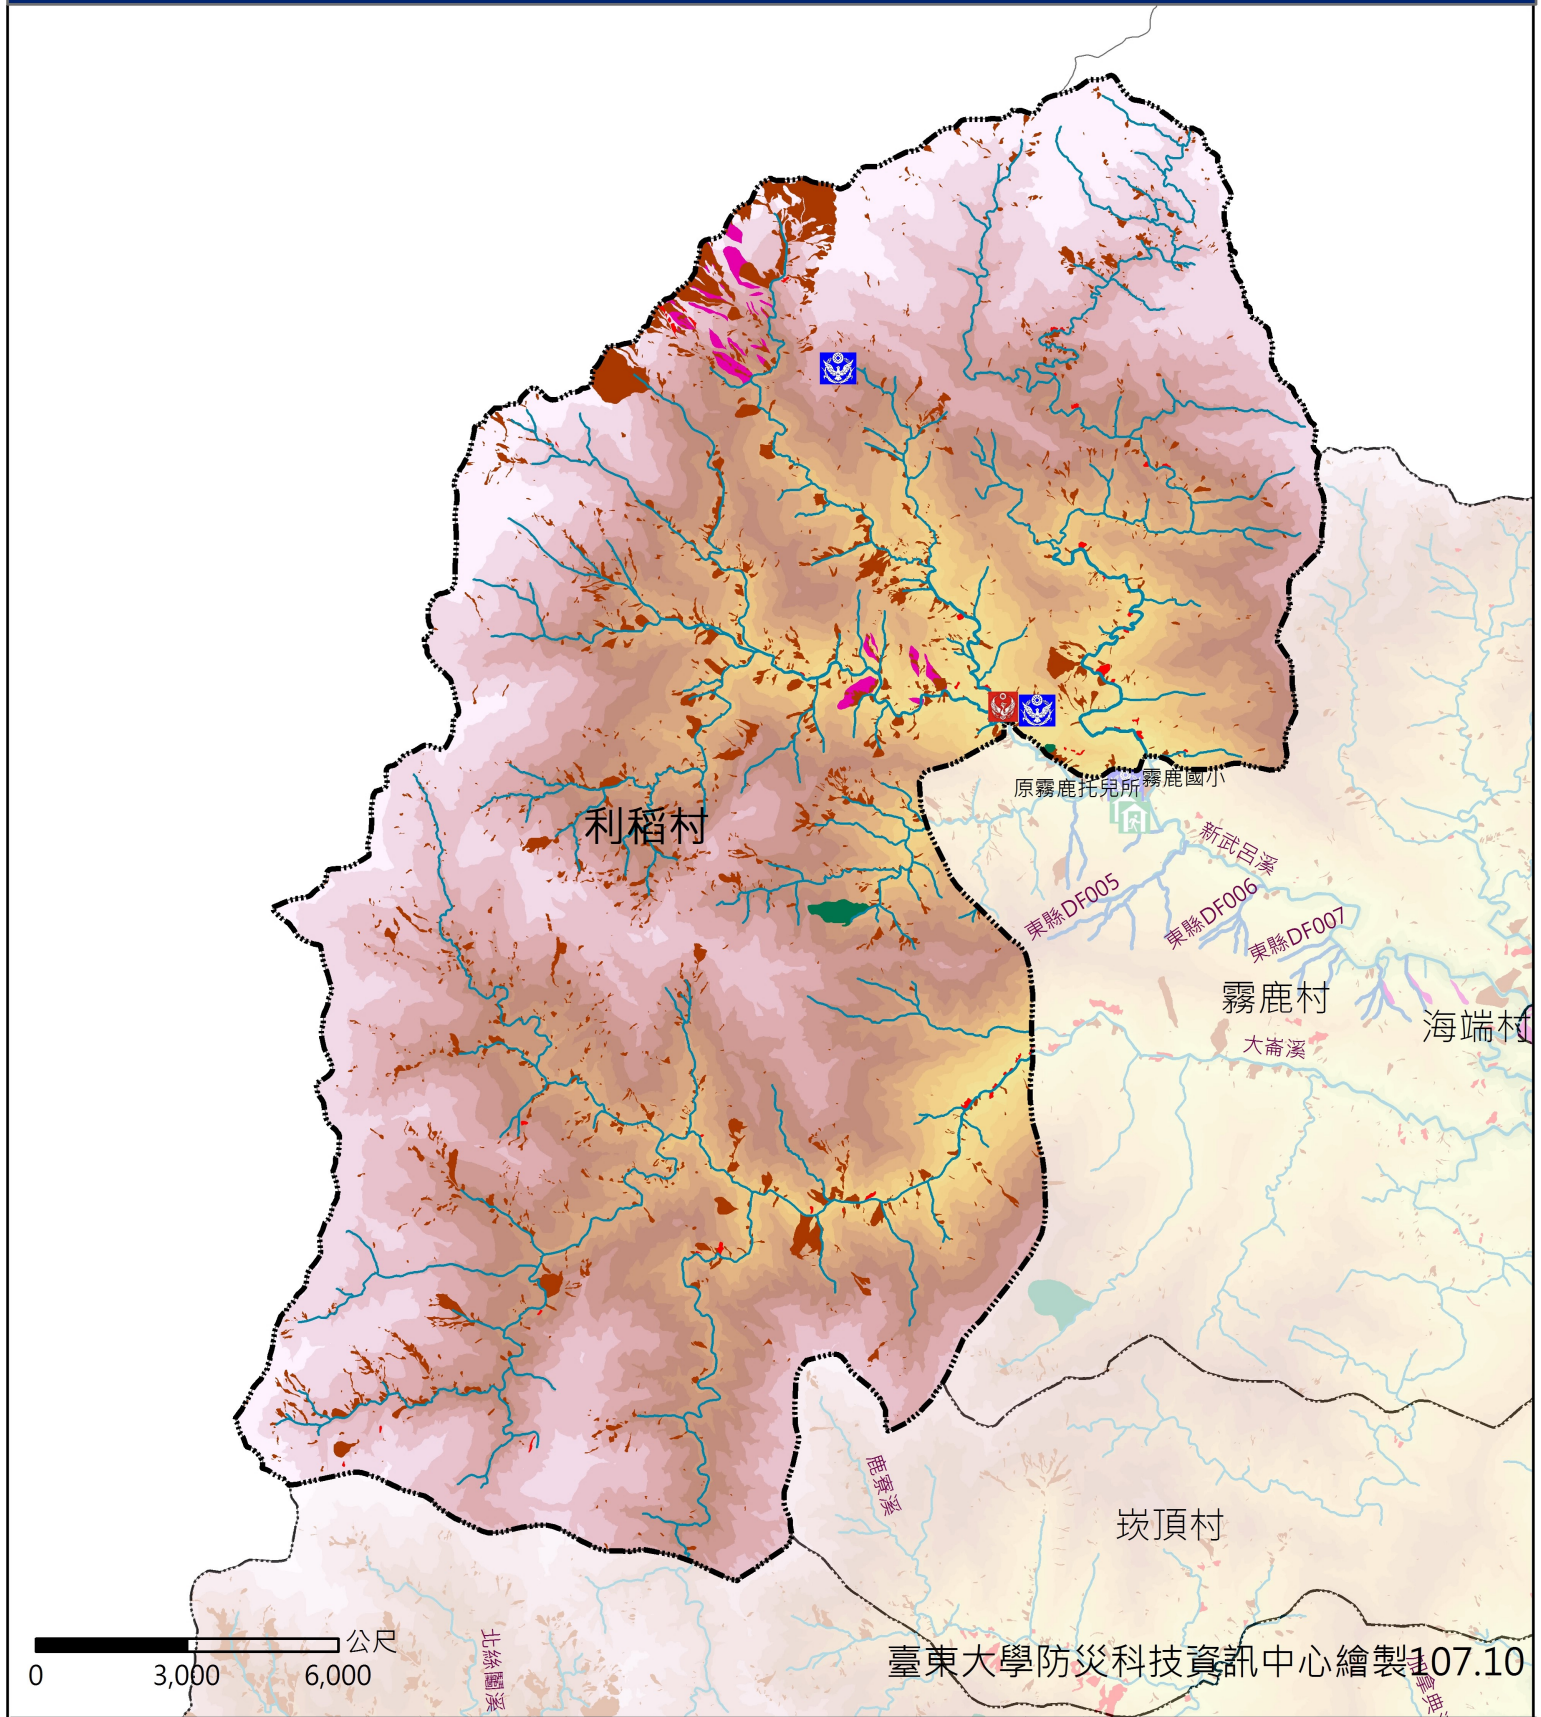 原霧鹿托兒所
霧鹿國小
利稻村
新武呂溪
東縣DF005
東縣DF006
東縣DF007
霧鹿村
海端村
大崙溪
鹿寮溪
崁頂村
北絲鬮溪
公尺
0 3,000 6,000
臺東大學防災科技資訊中心繪製107.10